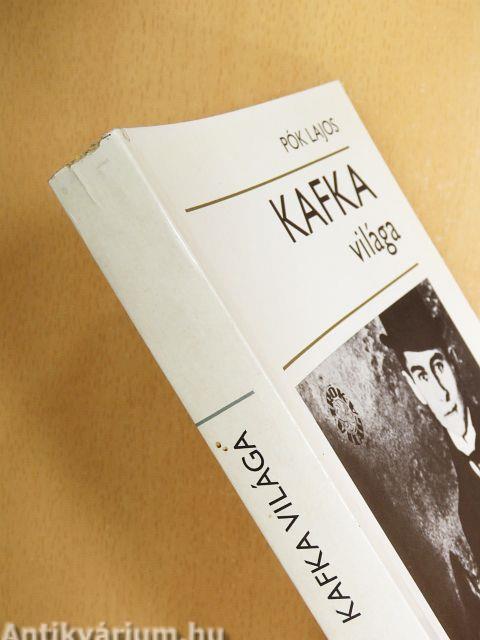 PÓK LAJOS
KAFKA
világa
KAFKA VILÁGA
Antikvárium.hu